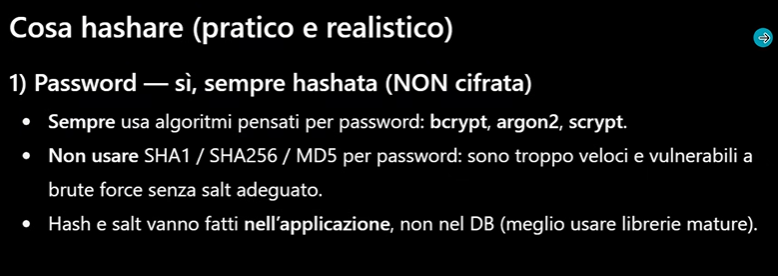 Cosa hashare (pratico e realistico)
1) Password — sì, sempre hashata (NON cifrata)
• Sempre usa algoritmi pensati per password: bcrypt, argon2, scrypt.
• Non usare SHA1 / SHA256 / MD5 per password: sono troppo veloci e vulnerabili a
brute force senza salt adeguato.
• Hash e salt vanno fatti nell’applicazione, non nel DB (meglio usare librerie mature).